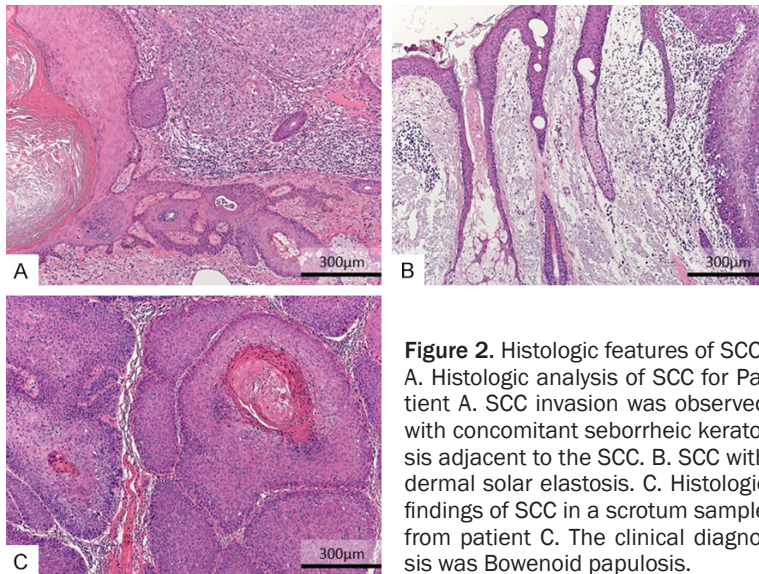 300µm
A
300µm
B
300µm
C
Figure 2. Histologic features of SCC.
A. Histologic analysis of SCC for Pa-
tient A. SCC invasion was observed
with concomitant seborrheic kerato-
sis adjacent to the SCC. B. SCC with
dermal solar elastosis. C. Histologic
findings of SCC in a scrotum sample
from patient C. The clinical diagno-
sis was Bowenoid papulosis.